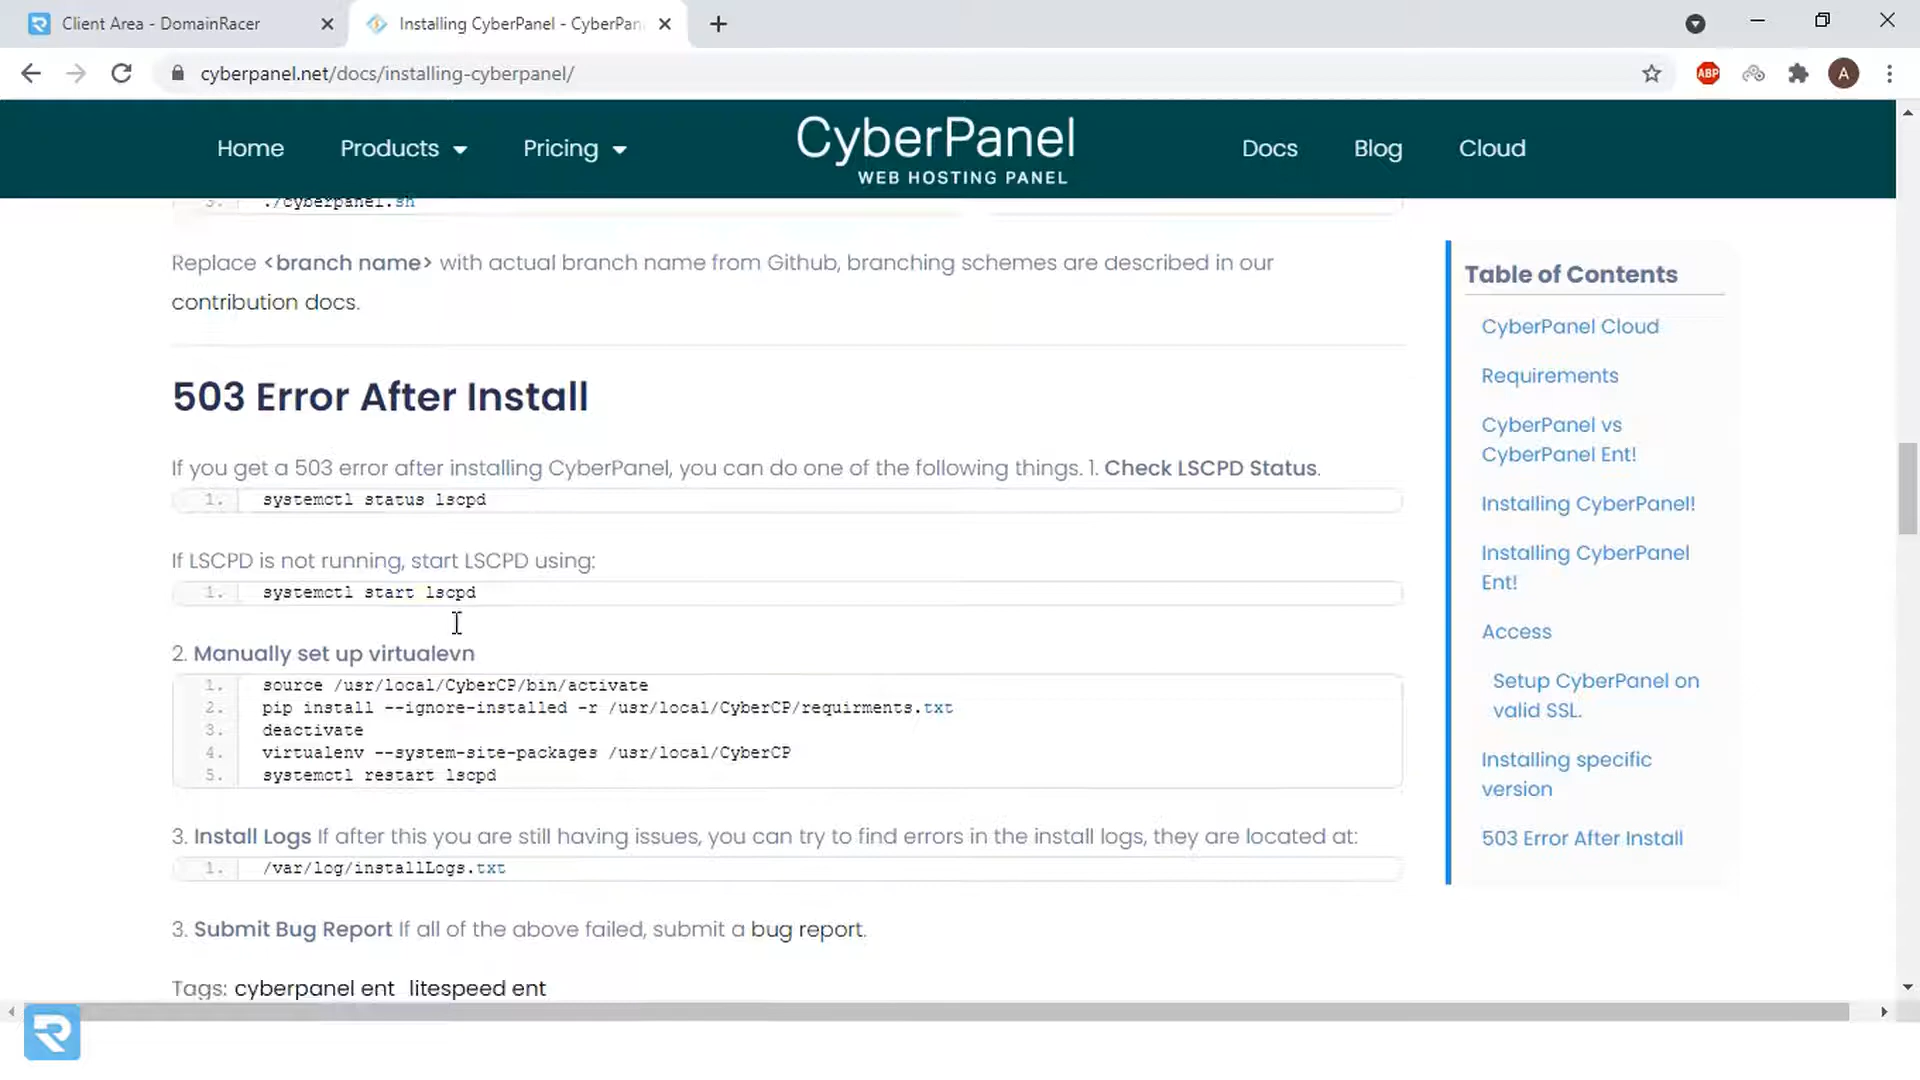 Client Area - DomainRacer
Installing CyberPanel - CyberPan
cyberpanel.net/docs/installing-cyberpanel/
ABP
A
Home
Products
Pricing
CyberPanel
WEB HOSTING PANEL
Docs
Blog
Cloud
3. ./cyberpanel.sh
Replace <branch name> with actual branch name from Github, branching schemes are described in our
contribution docs.
503 Error After Install
If you get a 503 error after installing CyberPanel, you can do one of the following things. 1. Check LSCPD Status.
1. systemctl status lscpd
If LSCPD is not running, start LSCPD using:
1. systemctl start lscpd
2. Manually set up virtualevn
1. source /usr/local/CyberCP/bin/activate
2. pip install --ignore-installed -r /usr/local/CyberCP/requirments.txt
3. deactivate
4. virtualenv --system-site-packages /usr/local/CyberCP
5. systemctl restart lscpd
3. Install Logs If after this you are still having issues, you can try to find errors in the install logs, they are located at:
1. /var/log/installLogs.txt
3. Submit Bug Report If all of the above failed, submit a bug report.
Tags: cyberpanel ent litespeed ent
Table of Contents
CyberPanel Cloud
Requirements
CyberPanel vs
CyberPanel Ent!
Installing CyberPanel!
Installing CyberPanel
Ent!
Access
Setup CyberPanel on
valid SSL.
Installing specific
version
503 Error After Install